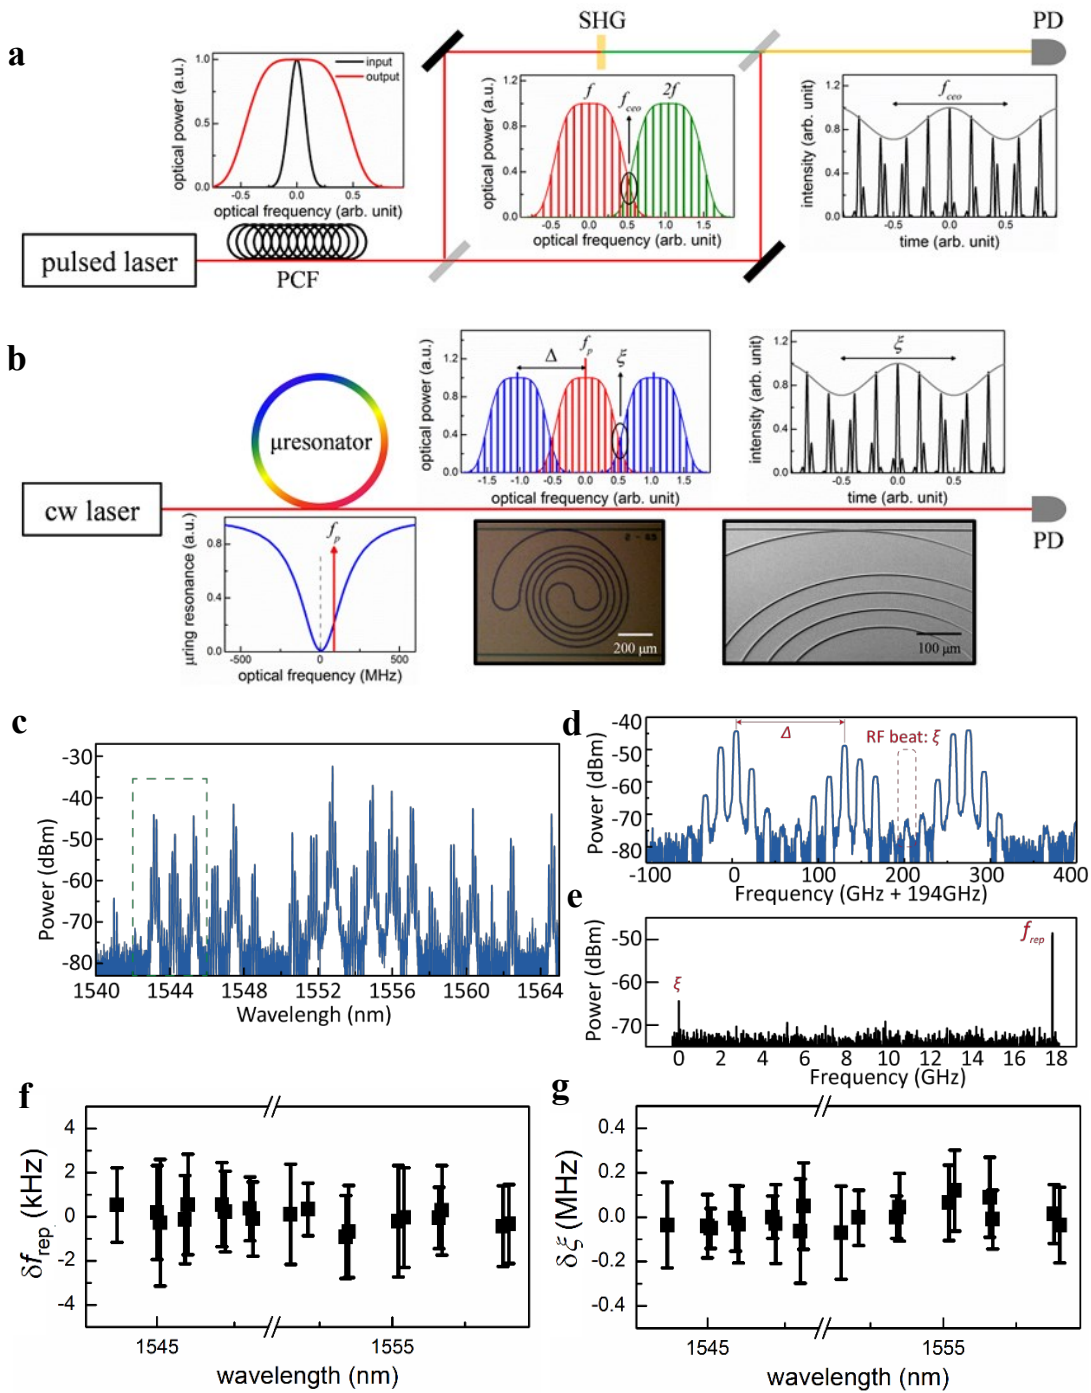 a
SHG
PD
input
output
optical power (a.u.)
1.0
0.5
0.0
-0.5 0.0 0.5
optical frequency (arb. unit)
optical power (a.u.)
1.2
0.8
0.4
0.0
f
f_ceo
2f
-0.5 0.0 0.5 1.0 1.5
optical frequency (arb. unit)
intensity (arb. unit)
1.2
0.8
0.4
0.0
f_ceo
-0.5 0.0 0.5
time (arb. unit)
pulsed laser
PCF
b
μresonator
optical power (a.u.)
1.2
0.8
0.4
0.0
Δ
f_p
ξ
-1.5 -1.0 -0.5 0.0 0.5 1.0 1.5
optical frequency (arb. unit)
intensity (arb. unit)
1.2
0.8
0.4
0.0
ξ
-0.5 0.0 0.5
time (arb. unit)
cw laser
PD
μring resonance (a.u.)
0.8
0.4
0.0
f_p
-500 0 500
optical frequency (MHz)
200 μm
100 μm
c
Power (dBm)
-30
-40
-50
-60
-70
-80
1540 1544 1548 1552 1556 1560 1564
Wavelengh (nm)
d
Power (dBm)
-40
-50
-60
-70
-80
Δ
RF beat: ξ
-100 0 100 200 300 400
Frequency (GHz + 194GHz)
e
Power (dBm)
-50
-60
-70
ξ
f_rep
0 2 4 6 8 10 12 14 16 18
Frequency (GHz)
f
δf_rep (kHz)
4
2
0
-2
-4
1545 1555
wavelength (nm)
g
δξ (MHz)
0.4
0.2
0.0
-0.2
-0.4
1545 1555
wavelength (nm)